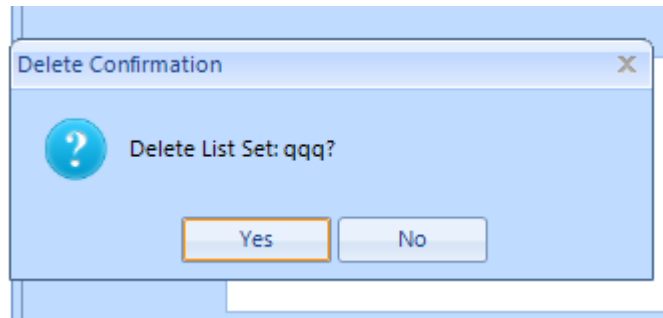 Delete Confirmation
Delete List Set: qqq?
Yes No